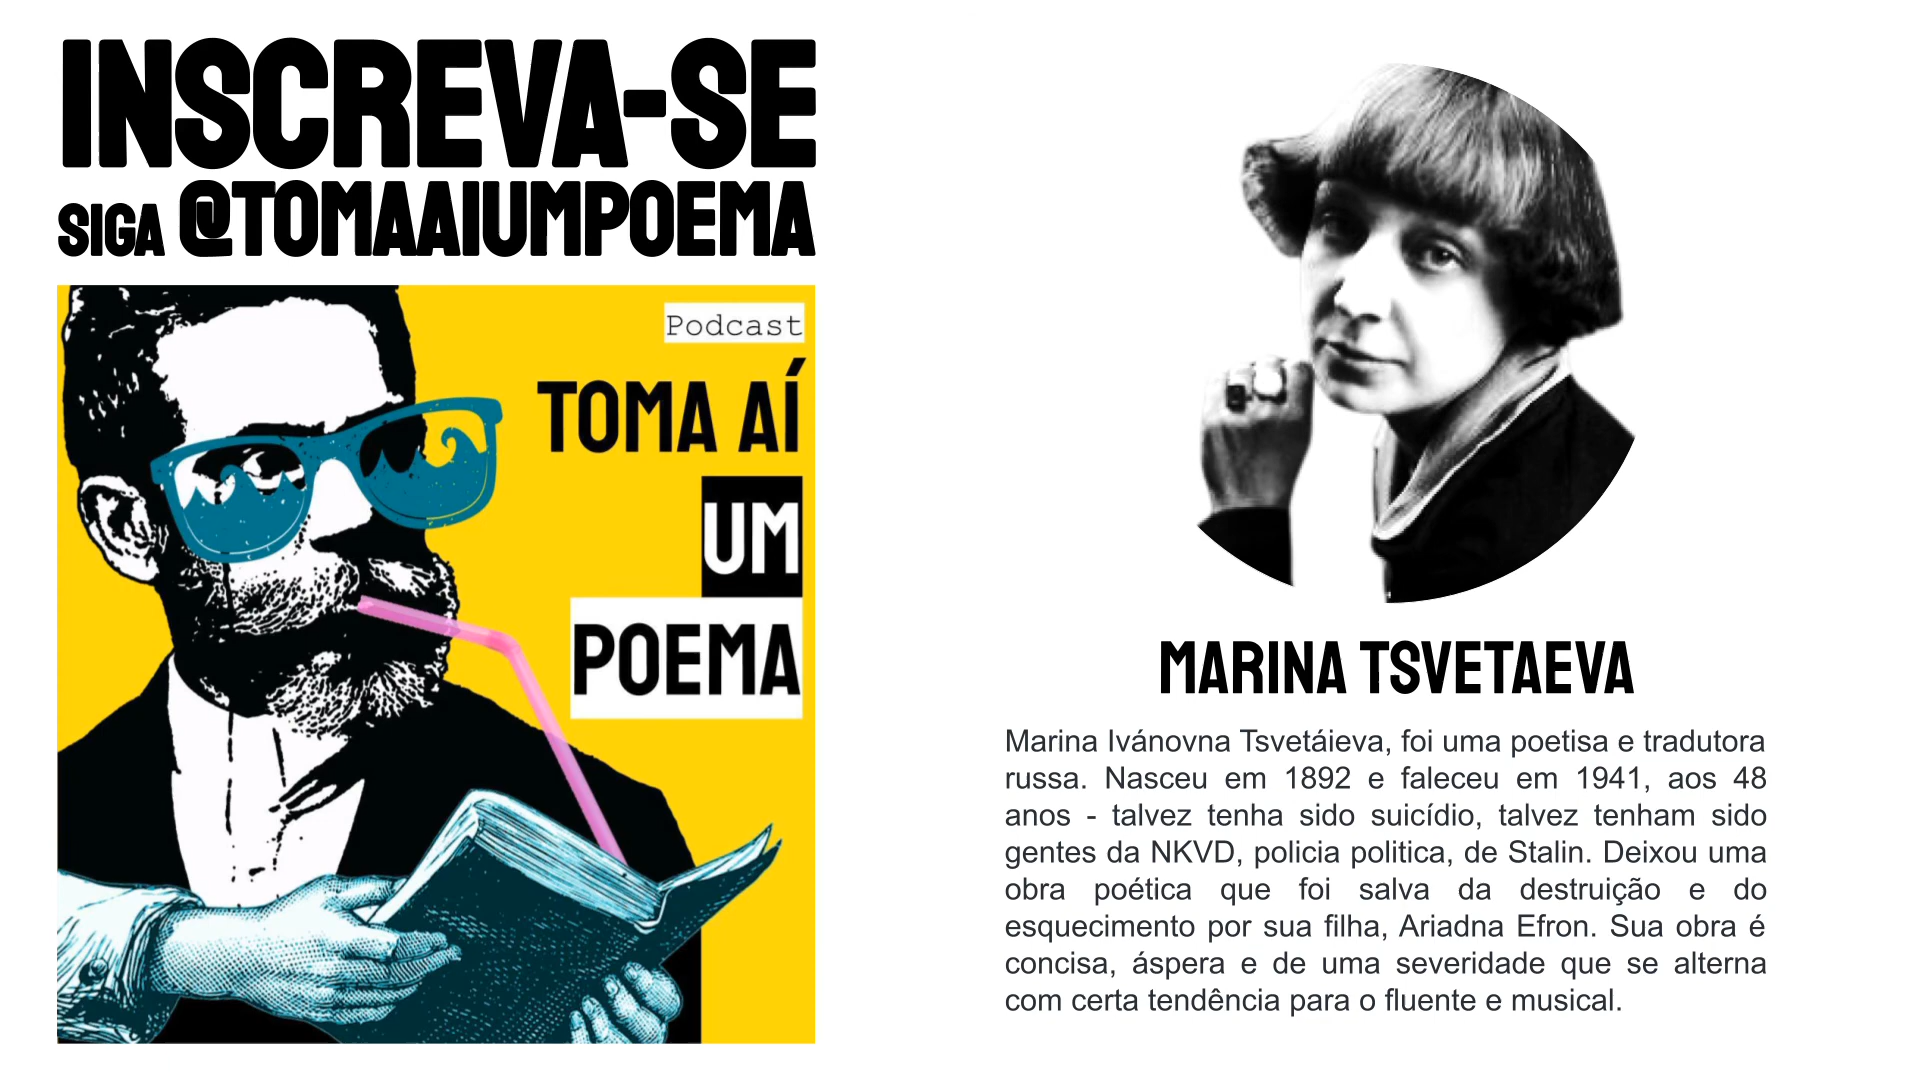 INSCREVA-SE
SIGA @TOMAAIUMPOEMA
Podcast
TOMA AÍ
UM
POEMA
MARINA TSVETAEVA
Marina Ivánovna Tsvetáieva, foi uma poetisa e tradutora
russa. Nasceu em 1892 e faleceu em 1941, aos 48
anos - talvez tenha sido suicídio, talvez tenham sido
gentes da NKVD, policia politica, de Stalin. Deixou uma
obra poética que foi salva da destruição e do
esquecimento por sua filha, Ariadna Efron. Sua obra é
concisa, áspera e de uma severidade que se alterna
com certa tendência para o fluente e musical.